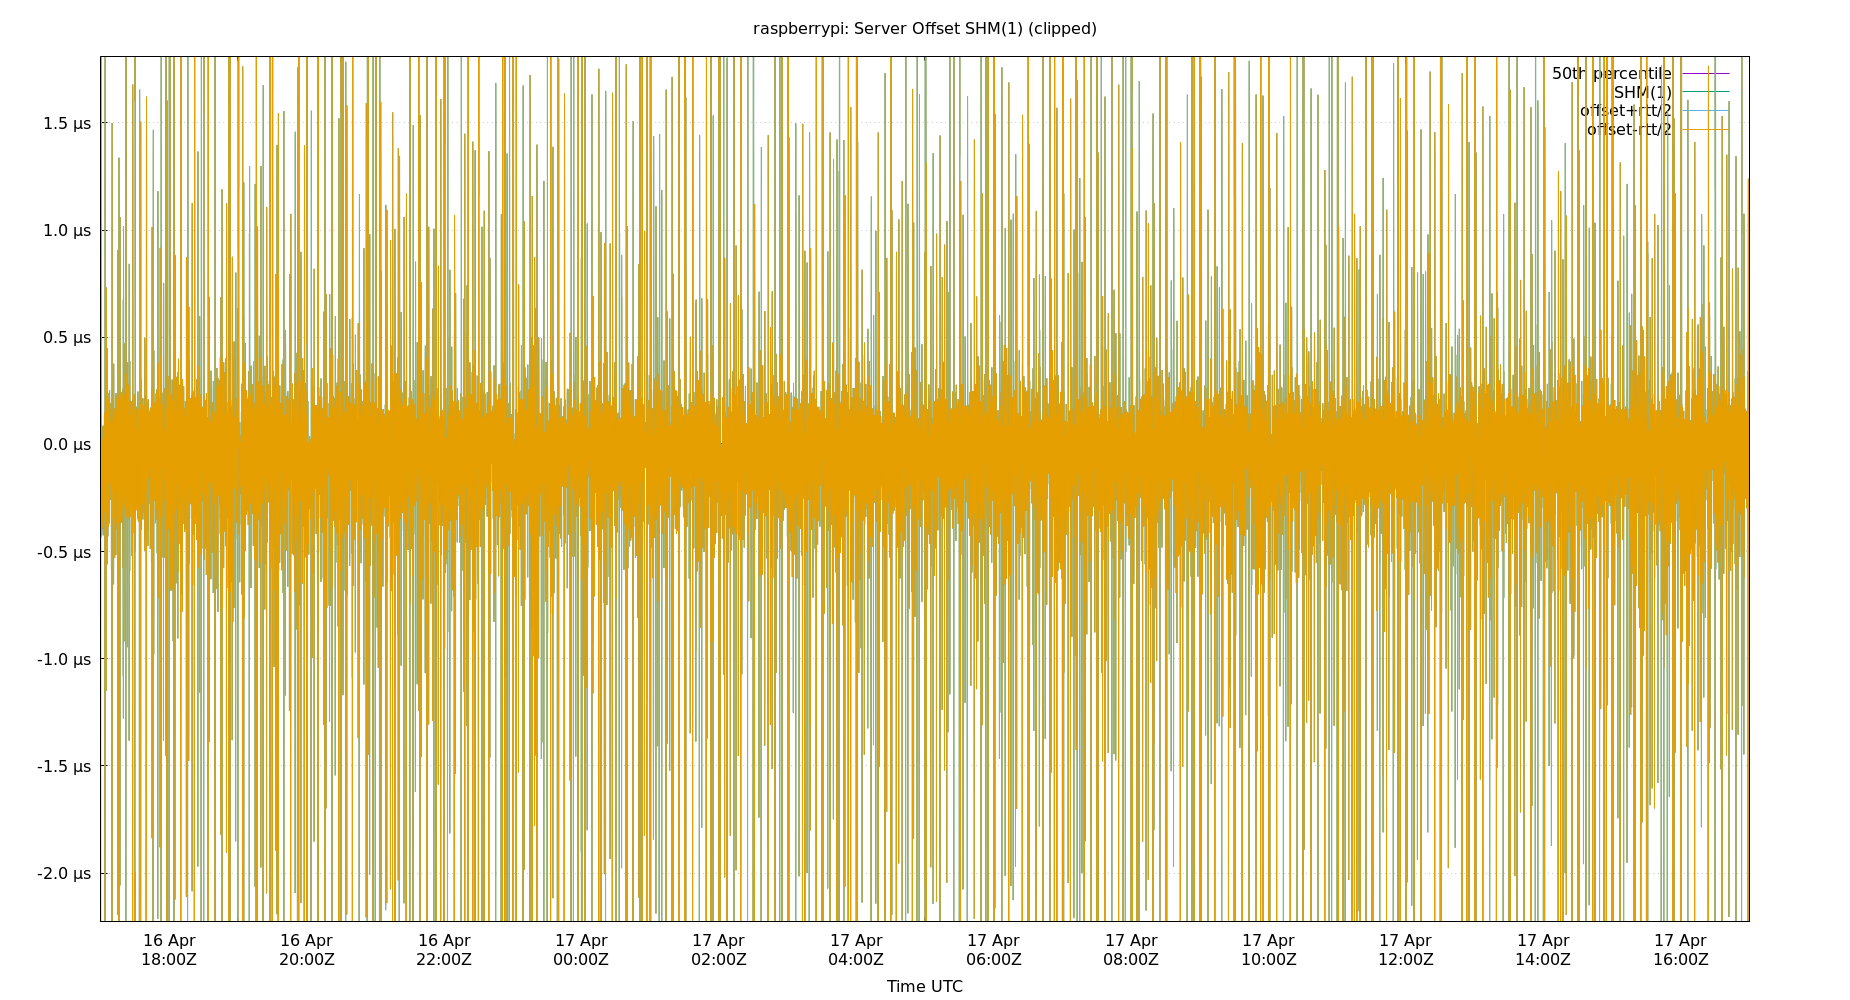 raspberrypi: Server Offset SHM(1) (clipped)
50th percentile
SHM(1)
offset+rtt/2
offset-rtt/2
1.5 µs
1.0 µs
0.5 µs
0.0 µs
-0.5 µs
-1.0 µs
-1.5 µs
-2.0 µs
16 Apr 16 Apr 16 Apr 17 Apr 17 Apr 17 Apr 17 Apr 17 Apr 17 Apr 17 Apr 17 Apr 17 Apr
18:00Z 20:00Z 22:00Z 00:00Z 02:00Z 04:00Z 06:00Z 08:00Z 10:00Z 12:00Z 14:00Z 16:00Z
Time UTC